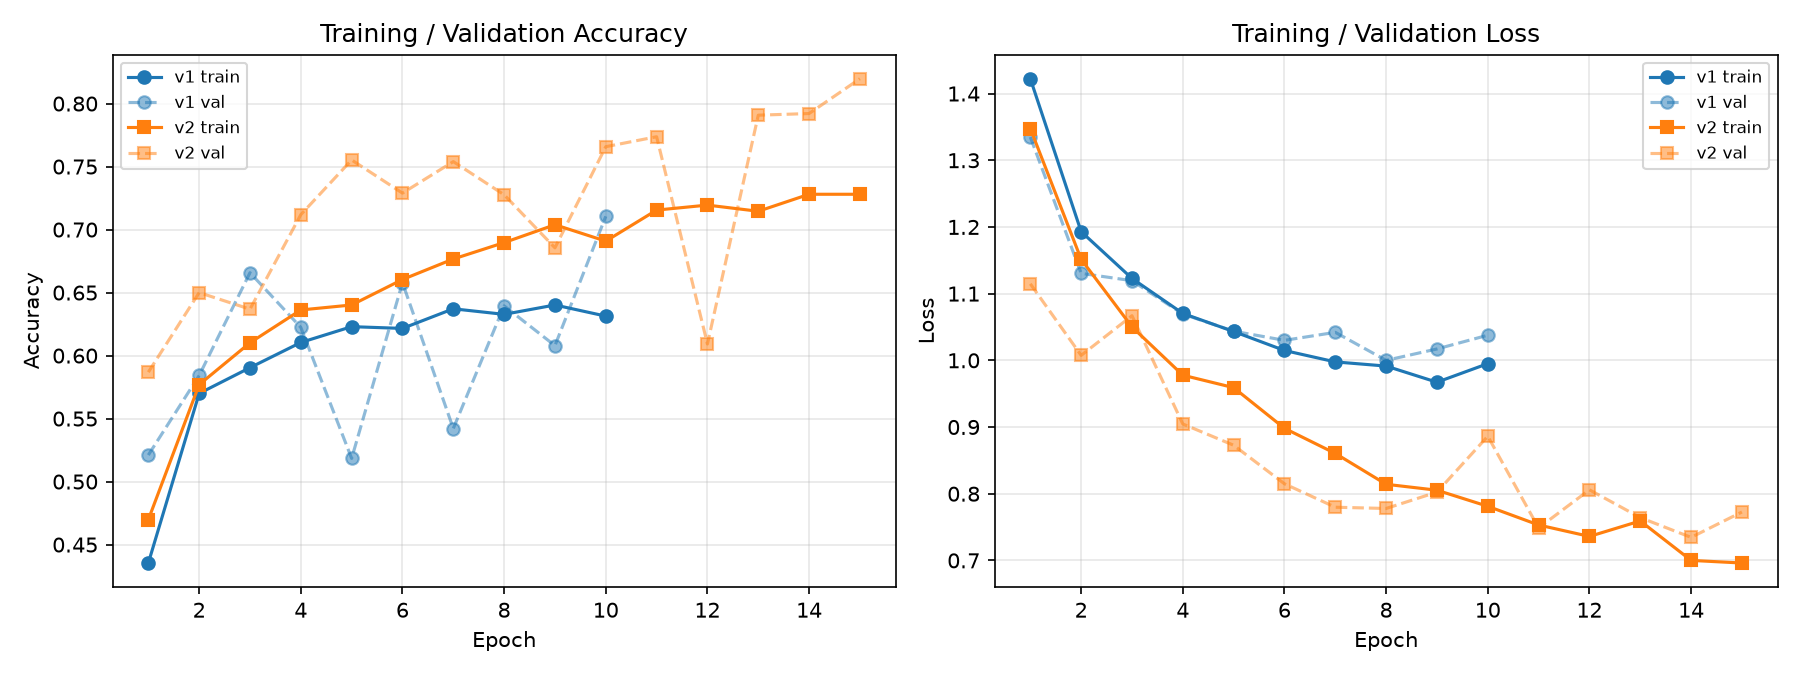 Training / Validation Accuracy
v1 train
v1 val
v2 train
v2 val
Accuracy
0.80
0.75
0.70
0.65
0.60
0.55
0.50
0.45
2 4 6 8 10 12 14
Epoch
Training / Validation Loss
v1 train
v1 val
v2 train
v2 val
Loss
1.4
1.3
1.2
1.1
1.0
0.9
0.8
0.7
2 4 6 8 10 12 14
Epoch